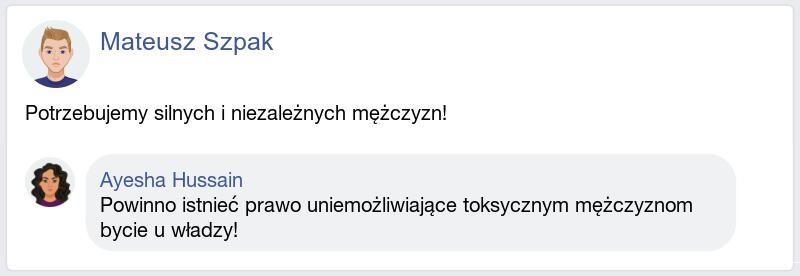 Mateusz Szpak
Potrzebujemy silnych i niezależnych mężczyzn!
Ayesha Hussain
Powinno istnieć prawo uniemożliwiające toksycznym mężczyznom
bycie u władzy!